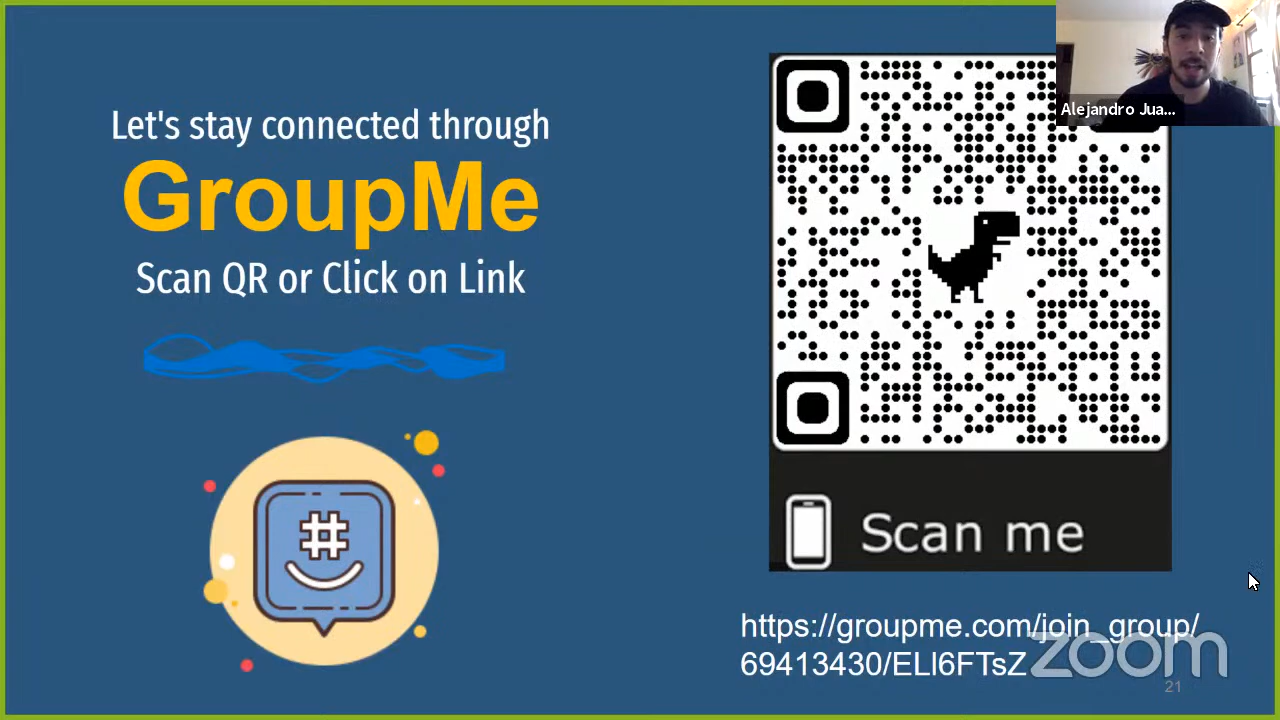 Let's stay connected through
GroupMe
Scan QR or Click on Link
#
Alejandro Jua...
Scan me
https://groupme.com/join_group/
69413430/ELl6FTsZ
zoom
21